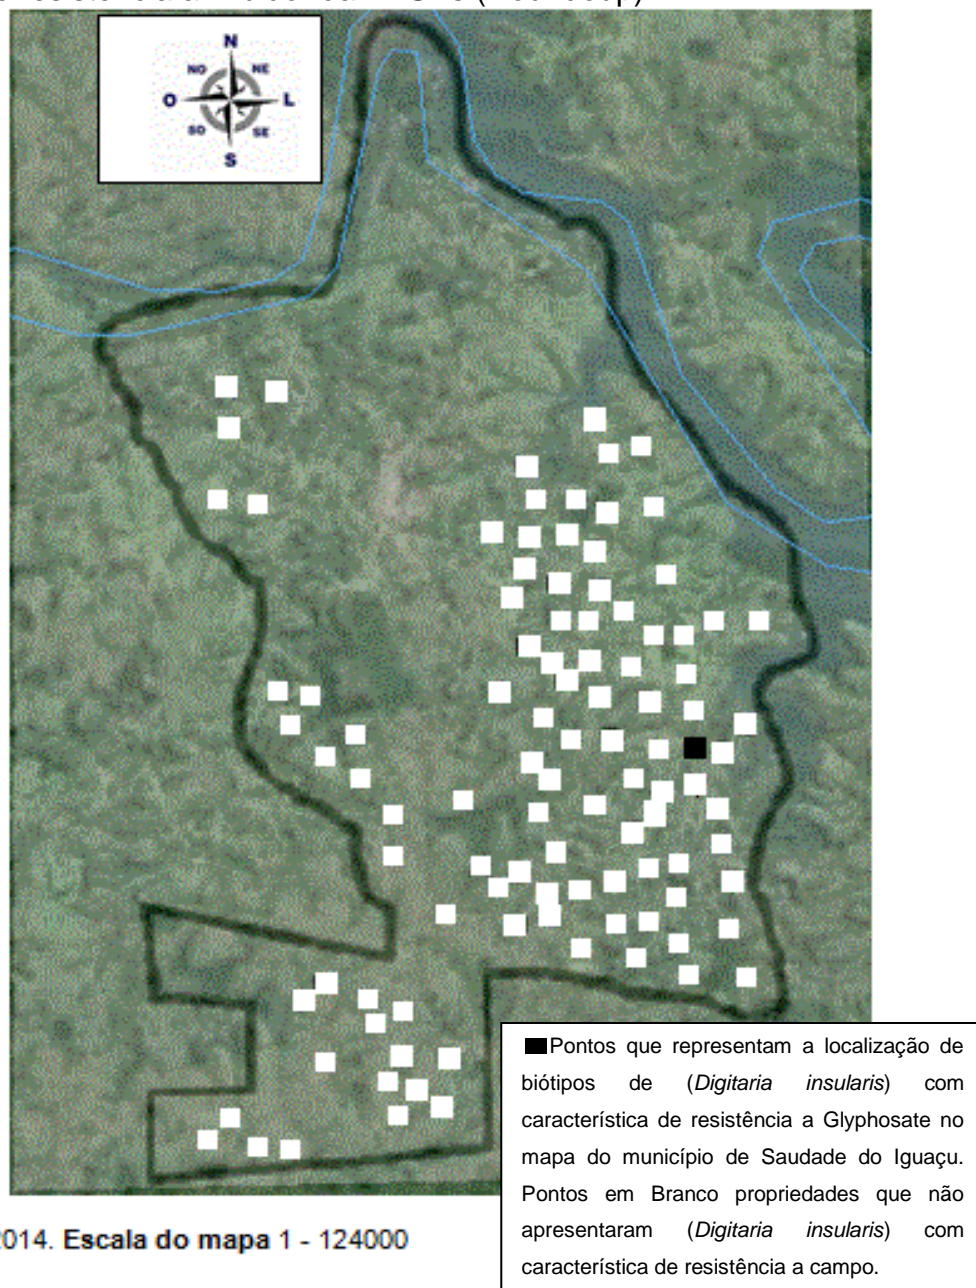 N
NO NE
O L
SO SE
S
■Pontos que representam a localização de
biótipos de (Digitaria insularis) com
característica de resistência a Glyphosate no
mapa do município de Saudade do Iguaçu.
Pontos em Branco propriedades que não
apresentaram (Digitaria insularis) com
característica de resistência a campo.
2014. Escala do mapa 1 - 124000